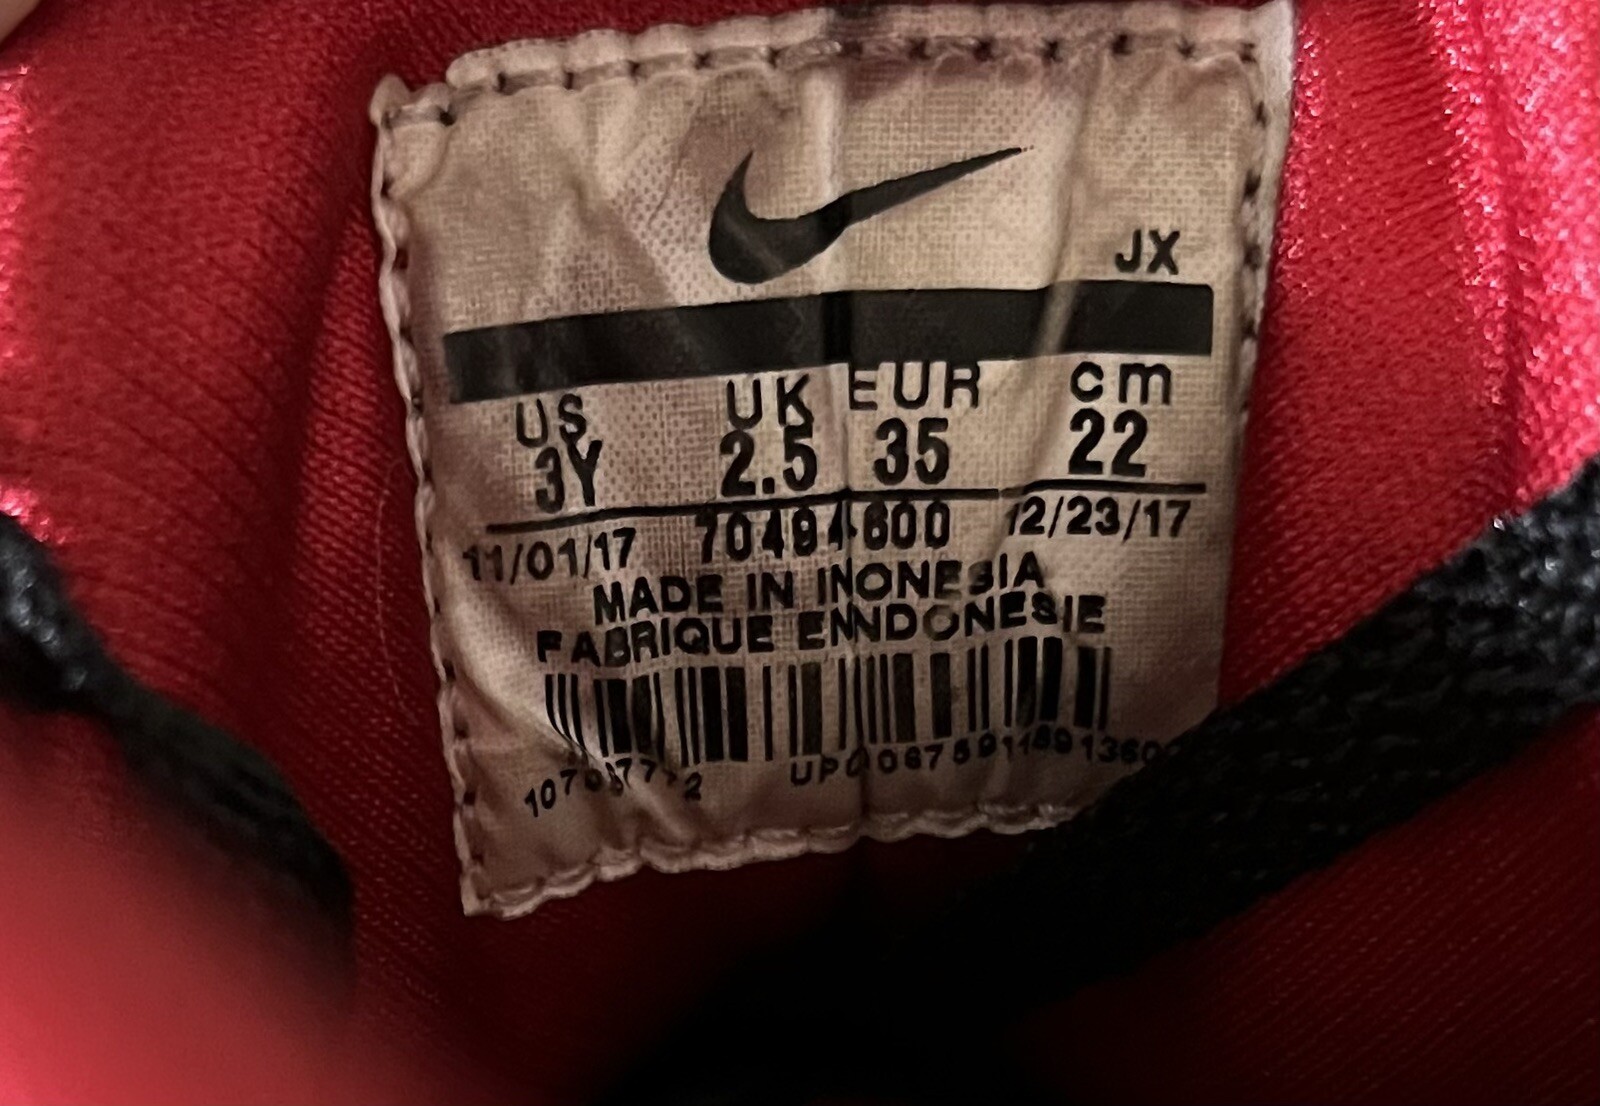 JX
US UK EUR cm
3Y 2.5 35 22
11/01/17 70494600 12/23/17
MADE IN INONESIA
FABRIQUE ENNDONESIE